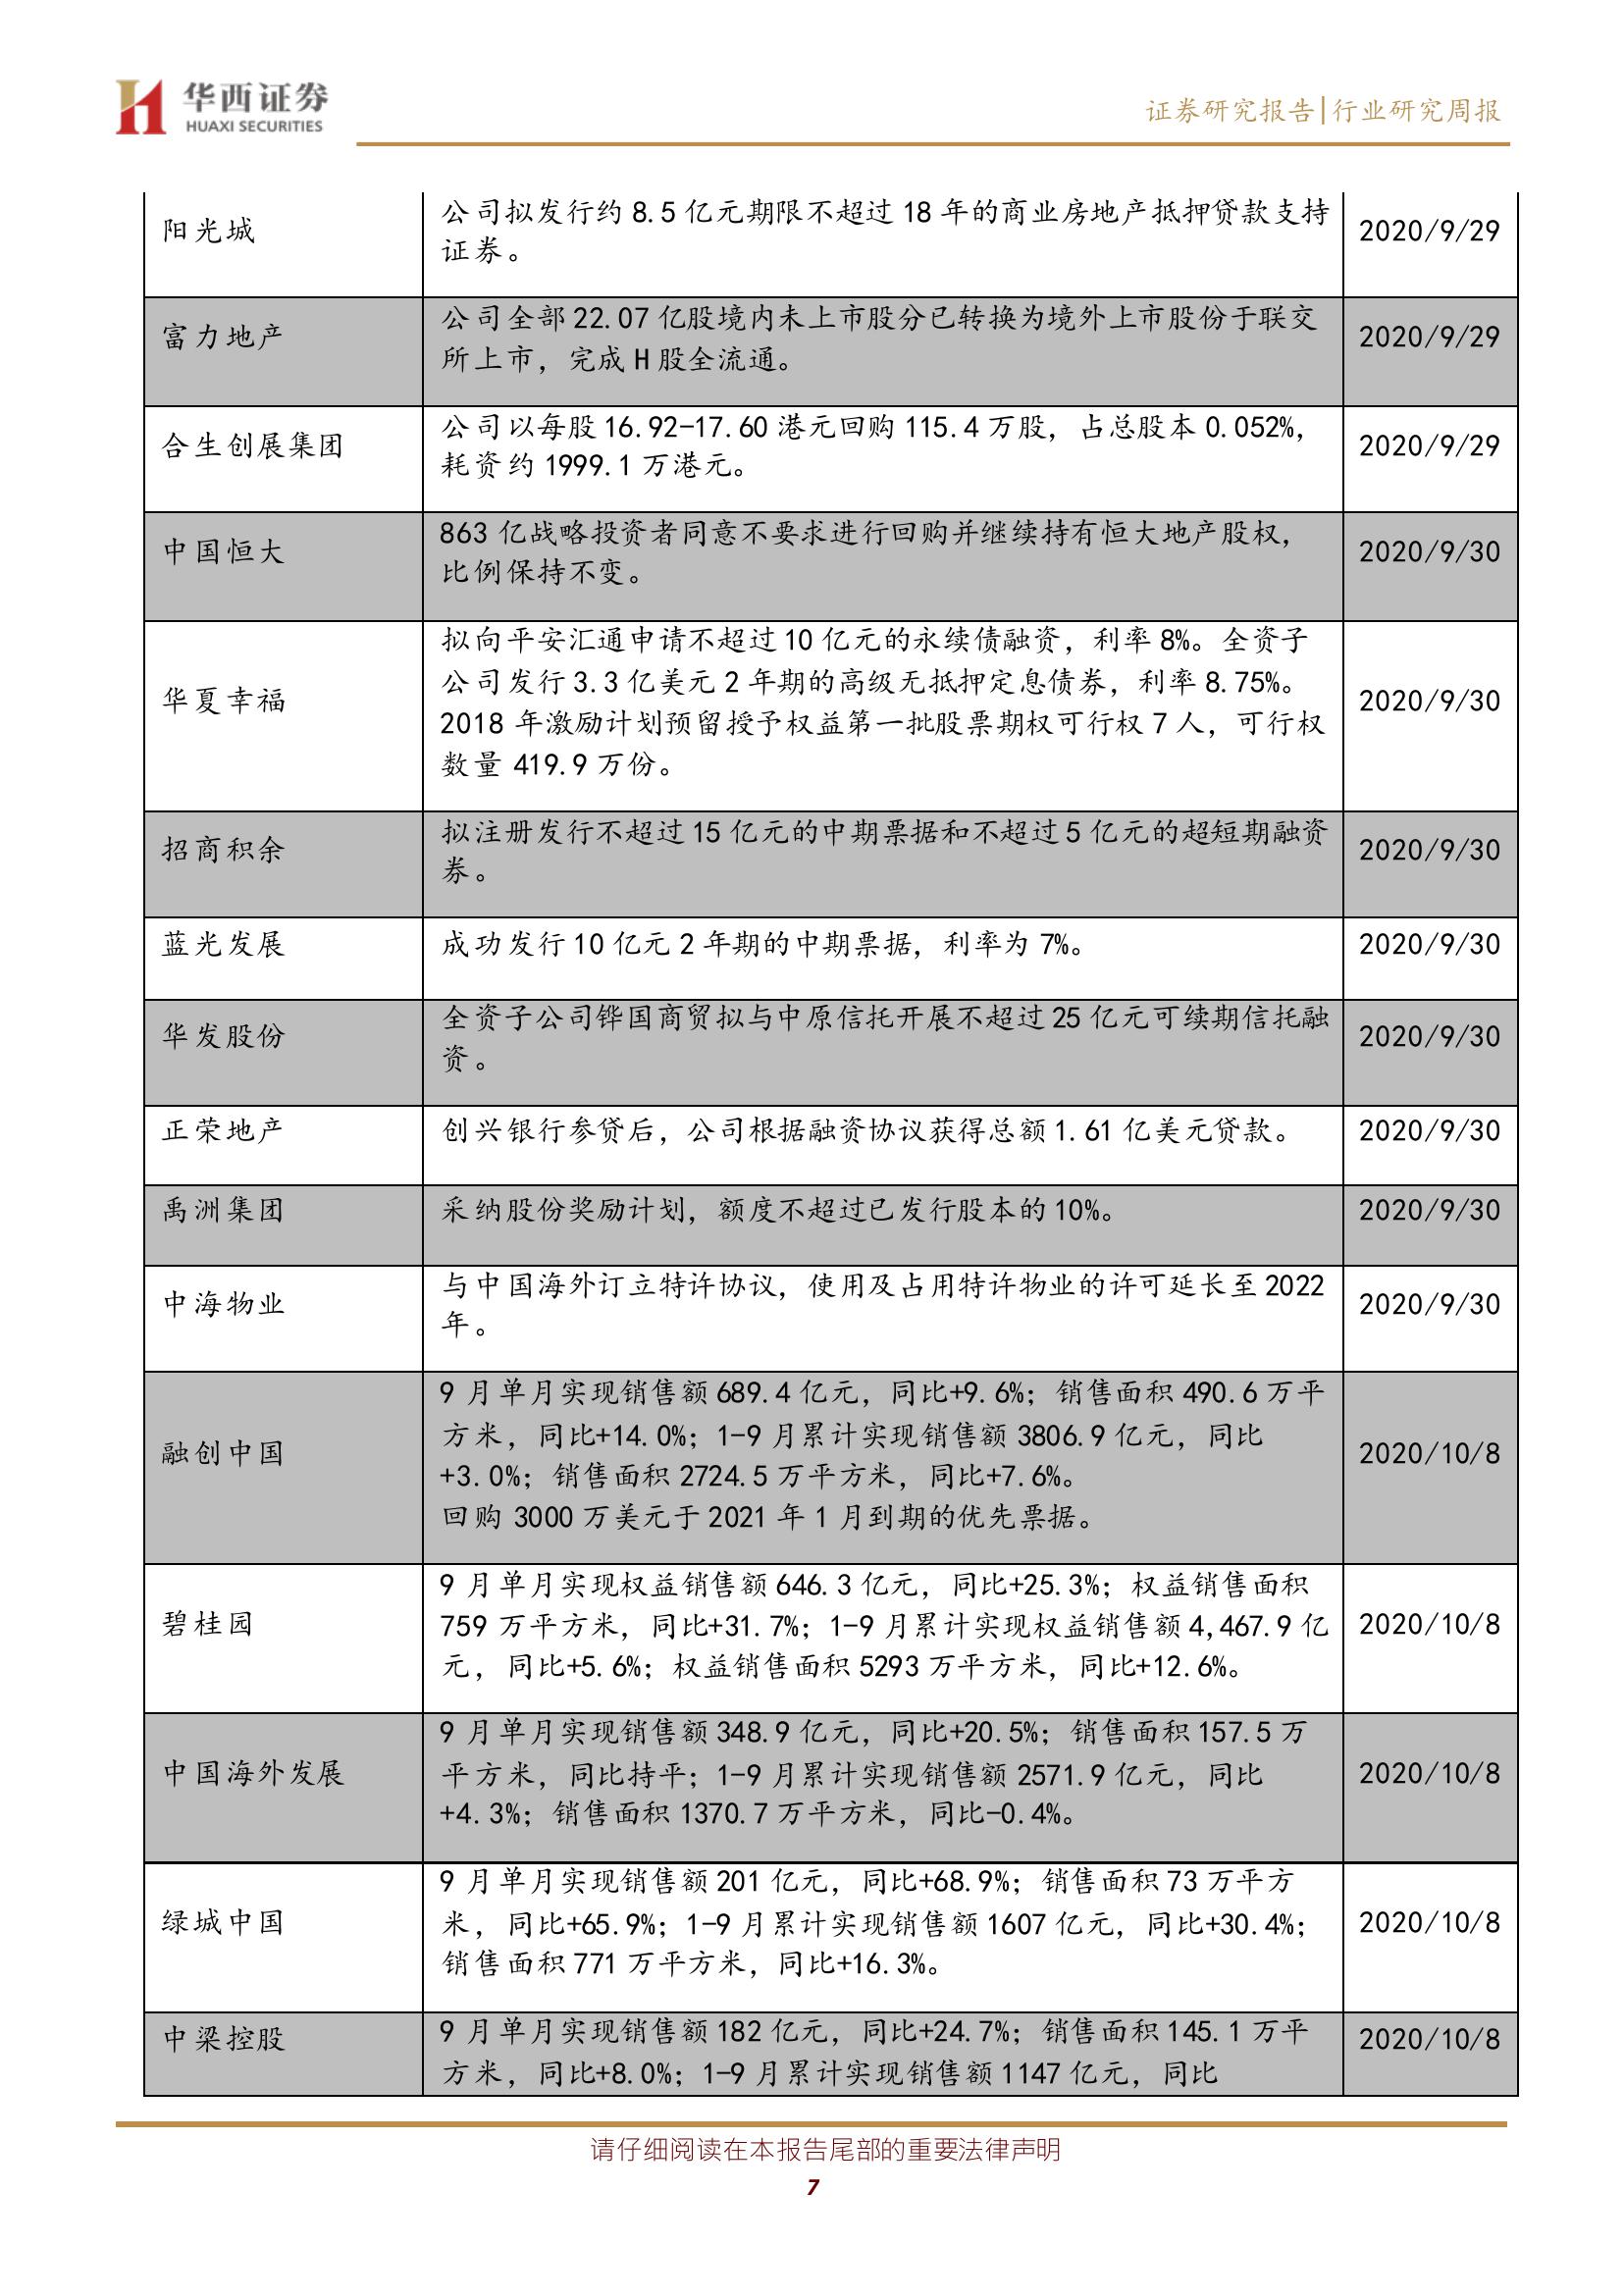 华西证券
HUAXI SECURITIES
证券研究报告|行业研究周报
阳光城
公司拟发行约 8.5 亿元期限不超过 18 年的商业房地产抵押贷款支持
证券。
2020/9/29
富力地产
公司全部 22.07 亿股境内未上市股分已转换为境外上市股份于联交
所上市，完成 H 股全流通。
2020/9/29
合生创展集团
公司以每股 16.92-17.60 港元回购 115.4 万股，占总股本 0.052%，
耗资约 1999.1 万港元。
2020/9/29
中国恒大
863 亿战略投资者同意不要求进行回购并继续持有恒大地产股权，
比例保持不变。
2020/9/30
华夏幸福
拟向平安汇通申请不超过 10 亿元的永续债融资，利率 8%。全资子
公司发行 3.3 亿美元 2 年期的高级无抵押定息债券，利率 8.75%。
2018 年激励计划预留授予权益第一批股票期权可行权 7 人，可行权
数量 419.9 万份。
2020/9/30
招商积余
拟注册发行不超过 15 亿元的中期票据和不超过 5 亿元的超短期融资
券。
2020/9/30
蓝光发展
成功发行 10 亿元 2 年期的中期票据，利率为 7%。
2020/9/30
华发股份
全资子公司铧国商贸拟与中原信托开展不超过 25 亿元可续期信托融
资。
2020/9/30
正荣地产
创兴银行参贷后，公司根据融资协议获得总额 1.61 亿美元贷款。
2020/9/30
禹洲集团
采纳股份奖励计划，额度不超过已发行股本的 10%。
2020/9/30
中海物业
与中国海外订立特许协议，使用及占用特许物业的许可延长至 2022
年。
2020/9/30
融创中国
9 月单月实现销售额 689.4 亿元，同比+9.6%；销售面积 490.6 万平
方米，同比+14.0%；1-9 月累计实现销售额 3806.9 亿元，同比
+3.0%；销售面积 2724.5 万平方米，同比+7.6%。
回购 3000 万美元于 2021 年 1 月到期的优先票据。
2020/10/8
碧桂园
9 月单月实现权益销售额 646.3 亿元，同比+25.3%；权益销售面积
759 万平方米，同比+31.7%；1-9 月累计实现权益销售额 4,467.9 亿
元，同比+5.6%；权益销售面积 5293 万平方米，同比+12.6%。
2020/10/8
中国海外发展
9 月单月实现销售额 348.9 亿元，同比+20.5%；销售面积 157.5 万
平方米，同比持平；1-9 月累计实现销售额 2571.9 亿元，同比
+4.3%；销售面积 1370.7 万平方米，同比-0.4%。
2020/10/8
绿城中国
9 月单月实现销售额 201 亿元，同比+68.9%；销售面积 73 万平方
米，同比+65.9%；1-9 月累计实现销售额 1607 亿元，同比+30.4%；
销售面积 771 万平方米，同比+16.3%。
2020/10/8
中梁控股
9 月单月实现销售额 182 亿元，同比+24.7%；销售面积 145.1 万平
方米，同比+8.0%；1-9 月累计实现销售额 1147 亿元，同比
2020/10/8
请仔细阅读在本报告尾部的重要法律声明
7